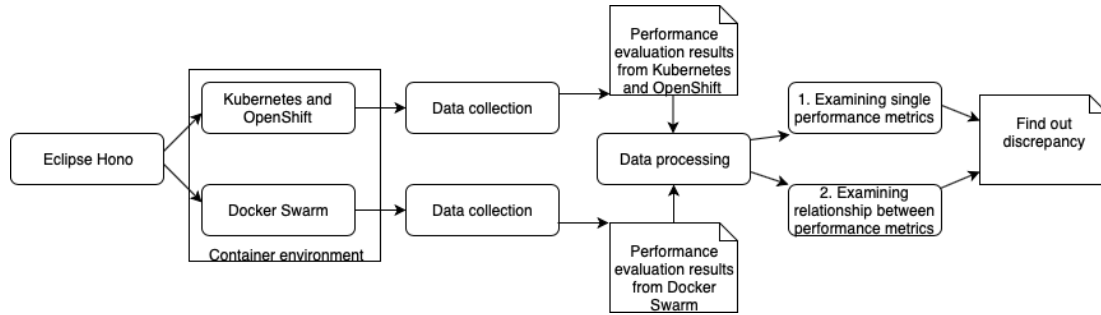 Eclipse Hono
Kubernetes and
OpenShift
Docker Swarm
Container environment
Data collection
Data collection
Performance
evaluation results
from Kubernetes
and OpenShift
Data processing
Performance
evaluation results
from Docker
Swarm
1. Examining single
performance metrics
2. Examining
relationship between
performance metrics
Find out
discrepancy